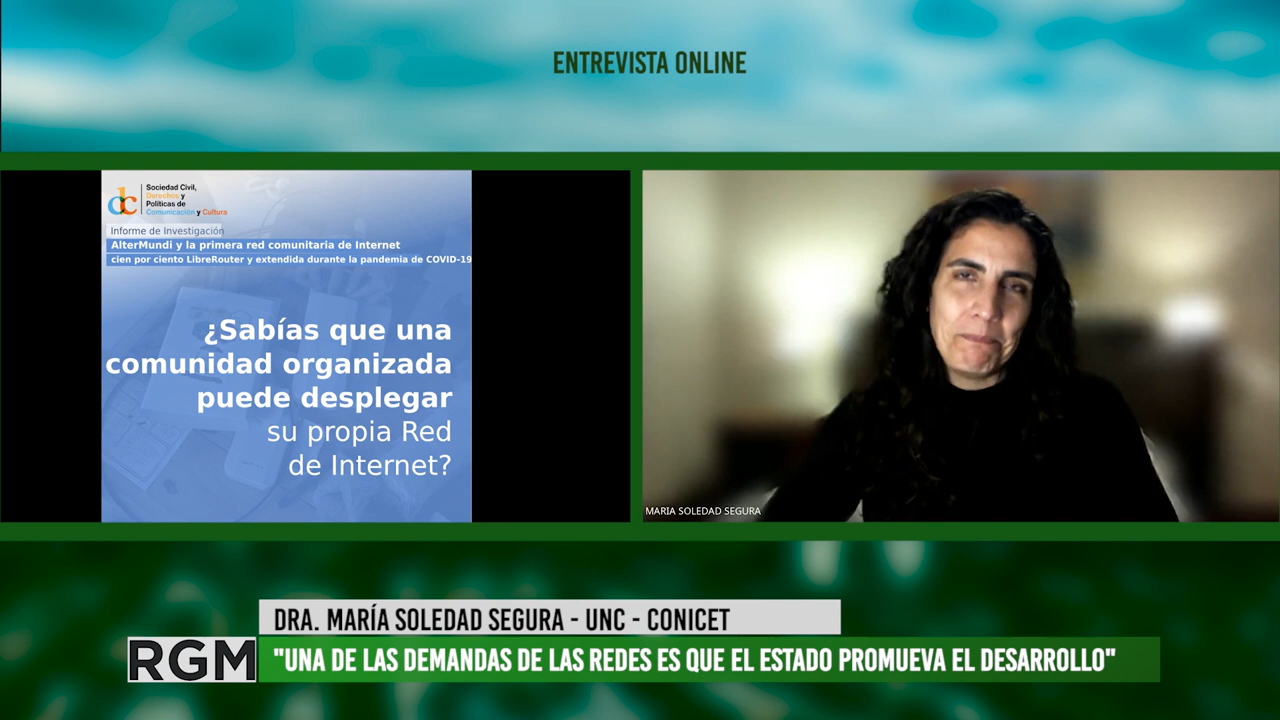 ENTREVISTA ONLINE
dc
Sociedad Civil,
Derechos y
Políticas de
Comunicación y Cultura
Informe de Investigación
AlterMundi y la primera red comunitaria de Internet
cien por ciento LibreRouter y extendida durante la pandemia de COVID-19
¿Sabías que una
comunidad organizada
puede desplegar
su propia Red
de Internet?
MARIA SOLEDAD SEGURA
DRA. MARÍA SOLEDAD SEGURA - UNC - CONICET
RGM
"UNA DE LAS DEMANDAS DE LAS REDES ES QUE EL ESTADO PROMUEVA EL DESARROLLO"